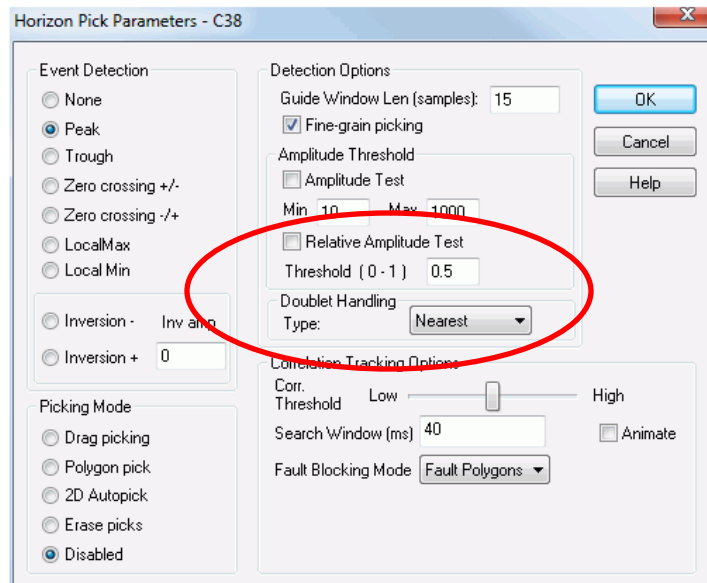 Horizon Pick Parameters - C38
Event Detection
None
Peak
Trough
Zero crossing +/-
Zero crossing -/+
LocalMax
Local Min
Inversion - Inv amp
Inversion + 0
Picking Mode
Drag picking
Polygon pick
2D Autopick
Erase picks
Disabled
Detection Options
Guide Window Len (samples): 15
Fine-grain picking
Amplitude Threshold
Amplitude Test
Min 10 Max 1000
Relative Amplitude Test
Threshold ( 0 - 1 ) 0.5
Doublet Handling
Type: Nearest
Correlation Tracking Options
Corr.
Threshold Low High
Search Window (ms) 40 Animate
Fault Blocking Mode Fault Polygons
OK
Cancel
Help